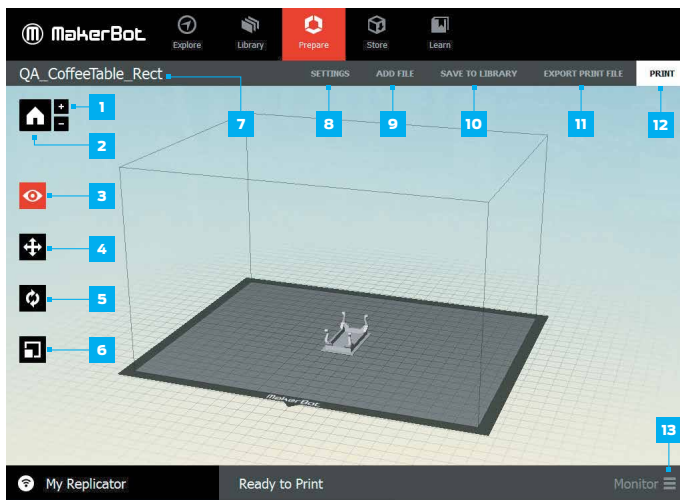 MakerBot
Explore
Library
Prepare
Store
Learn
QA_CoffeeTable_Rect
SETTINGS
ADD FILE
SAVE TO LIBRARY
EXPORT PRINT FILE
PRINT
1
2
3
4
5
6
7
8
9
10
11
12
MakerBot
13
My Replicator
Ready to Print
Monitor